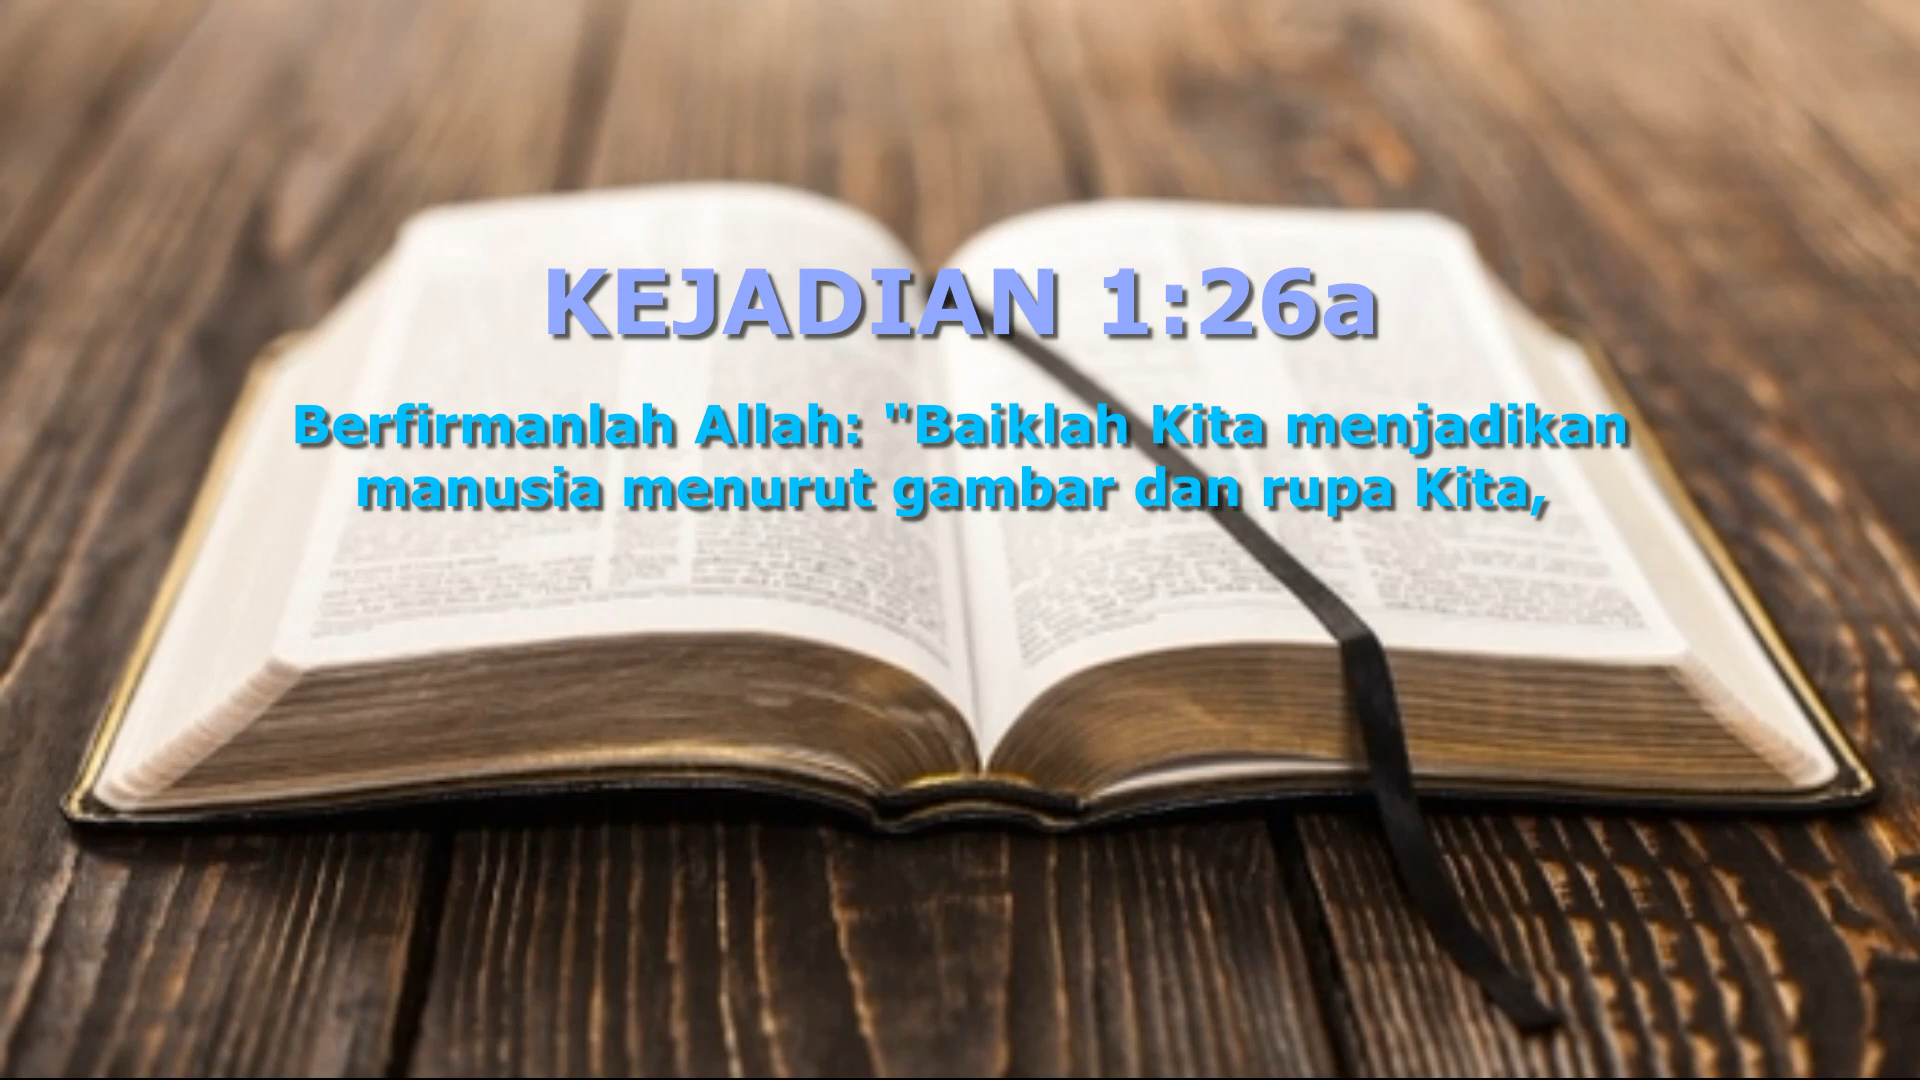 KEJADIAN 1:26a
Berfirmanlah Allah: "Baiklah Kita menjadikan
manusia menurut gambar dan rupa Kita,